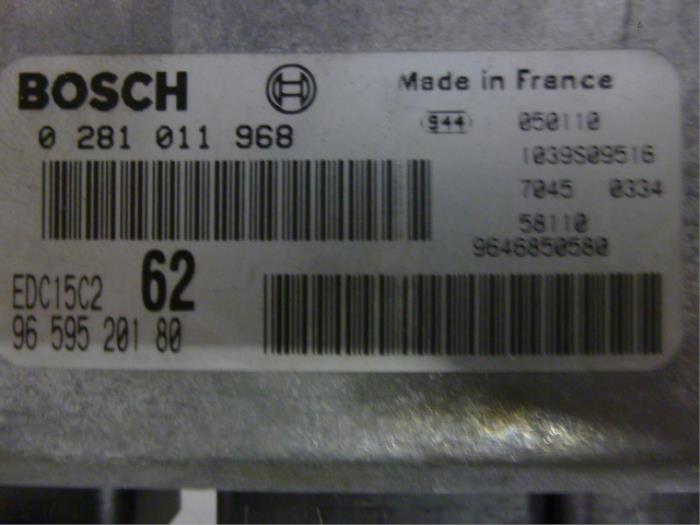 BOSCH
Made in France
0 281 011 968
944 050110
1039S09516
7045 0334
58110
9646850580
EDC15C2 62
96 595 201 80